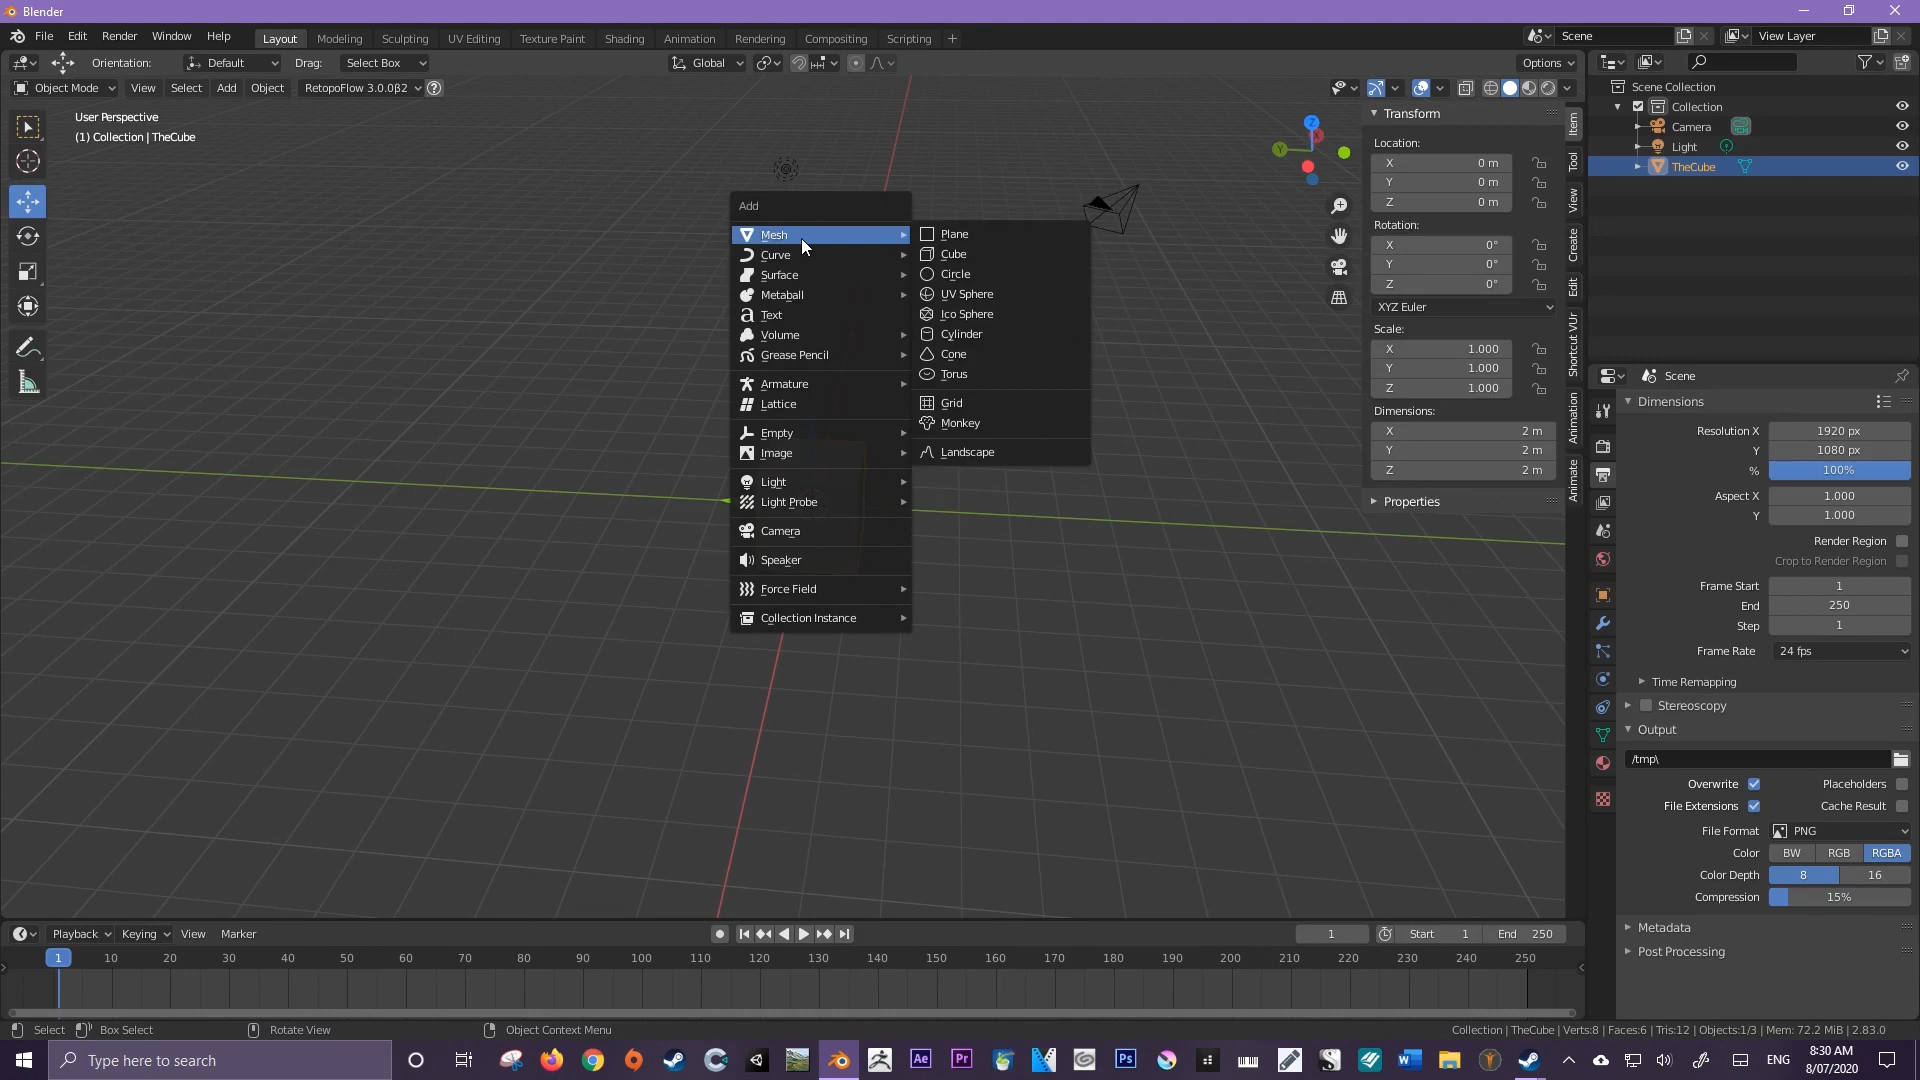 Blender
File Edit Render Window Help Layout Modeling Sculpting UV Editing Texture Paint Shading Animation Rendering Compositing Scripting + Scene View Layer
Orientation: Default Drag: Select Box Global Options
Object Mode View Select Add Object RetopoFlow 3.0.0β2 ?
User Perspective
(1) Collection | TheCube
Add
Mesh
Curve
Surface
Metaball
Text
Volume
Grease Pencil
Armature
Lattice
Empty
Image
Light
Light Probe
Camera
Speaker
Force Field
Collection Instance
Plane
Cube
Circle
UV Sphere
Ico Sphere
Cylinder
Cone
Torus
Grid
Monkey
Landscape
Z
Y
Transform
Location:
X 0 m
Y 0 m
Z 0 m
Rotation:
X 0°
Y 0°
Z 0°
XYZ Euler
Scale:
X 1.000
Y 1.000
Z 1.000
Dimensions:
X 2 m
Y 2 m
Z 2 m
Properties
Item
Tool
View
Create
Edit
Shortcut VUr
Animation
Animate
Scene Collection
Collection
Camera
Light
TheCube
Scene
Dimensions
Resolution X 1920 px
Y 1080 px
% 100%
Aspect X 1.000
Y 1.000
Render Region
Crop to Render Region
Frame Start 1
End 250
Step 1
Frame Rate 24 fps
Time Remapping
Stereoscopy
Output
/tmp\
Overwrite Placeholders
File Extensions Cache Result
File Format PNG
Color BW RGB RGBA
Color Depth 8 16
Compression 15%
Metadata
Post Processing
Playback Keying View Marker 1 Start 1 End 250
1 10 20 30 40 50 60 70 80 90 100 110 120 130 140 150 160 170 180 190 200 210 220 230 240 250
Select Box Select Rotate View Object Context Menu Collection | TheCube | Verts:8 | Faces:6 | Tris:12 | Objects:1/3 | Mem: 72.2 MiB | 2.83.0
Type here to search Ae Pr Ps ENG 8:30 AM
8/07/2020